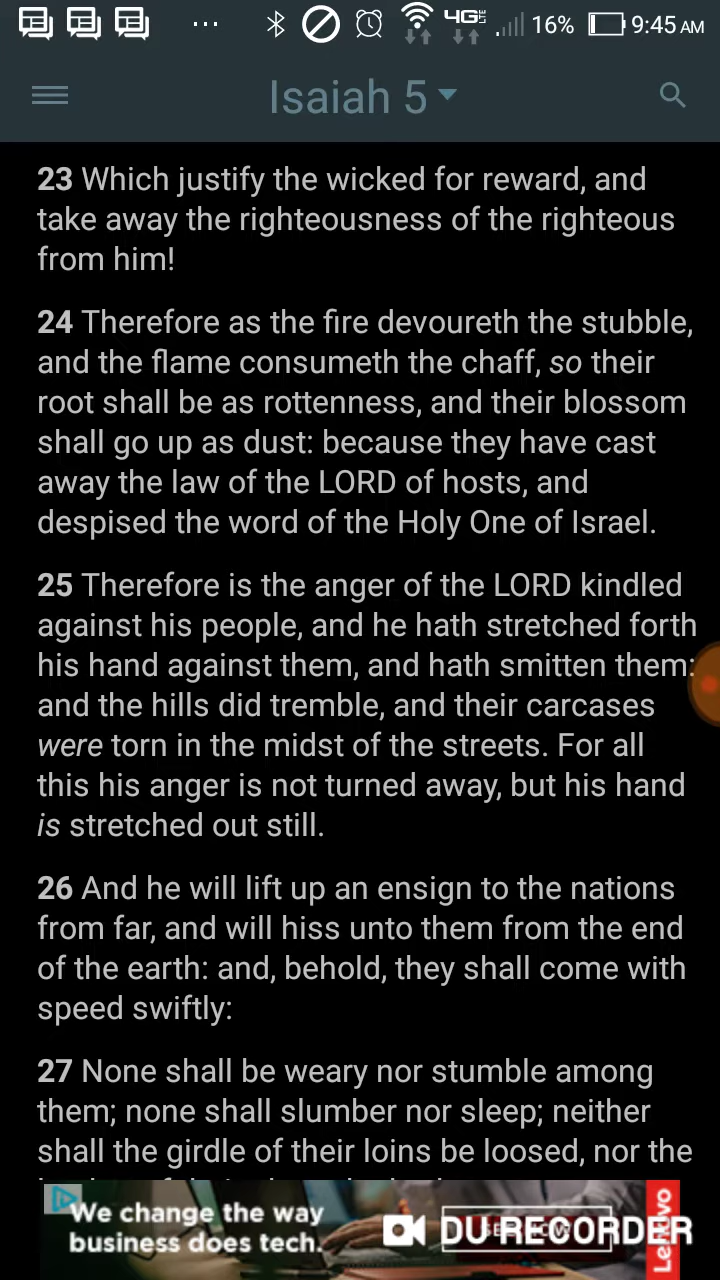 16% 9:45 AM
Isaiah 5
23 Which justify the wicked for reward, and
take away the righteousness of the righteous
from him!
24 Therefore as the fire devoureth the stubble,
and the flame consumeth the chaff, so their
root shall be as rottenness, and their blossom
shall go up as dust: because they have cast
away the law of the LORD of hosts, and
despised the word of the Holy One of Israel.
25 Therefore is the anger of the LORD kindled
against his people, and he hath stretched forth
his hand against them, and hath smitten them:
and the hills did tremble, and their carcases
were torn in the midst of the streets. For all
this his anger is not turned away, but his hand
is stretched out still.
26 And he will lift up an ensign to the nations
from far, and will hiss unto them from the end
of the earth: and, behold, they shall come with
speed swiftly:
27 None shall be weary nor stumble among
them; none shall slumber nor sleep; neither
shall the girdle of their loins be loosed, nor the
We change the way
business does tech.
DU RECORDER
Lenovo